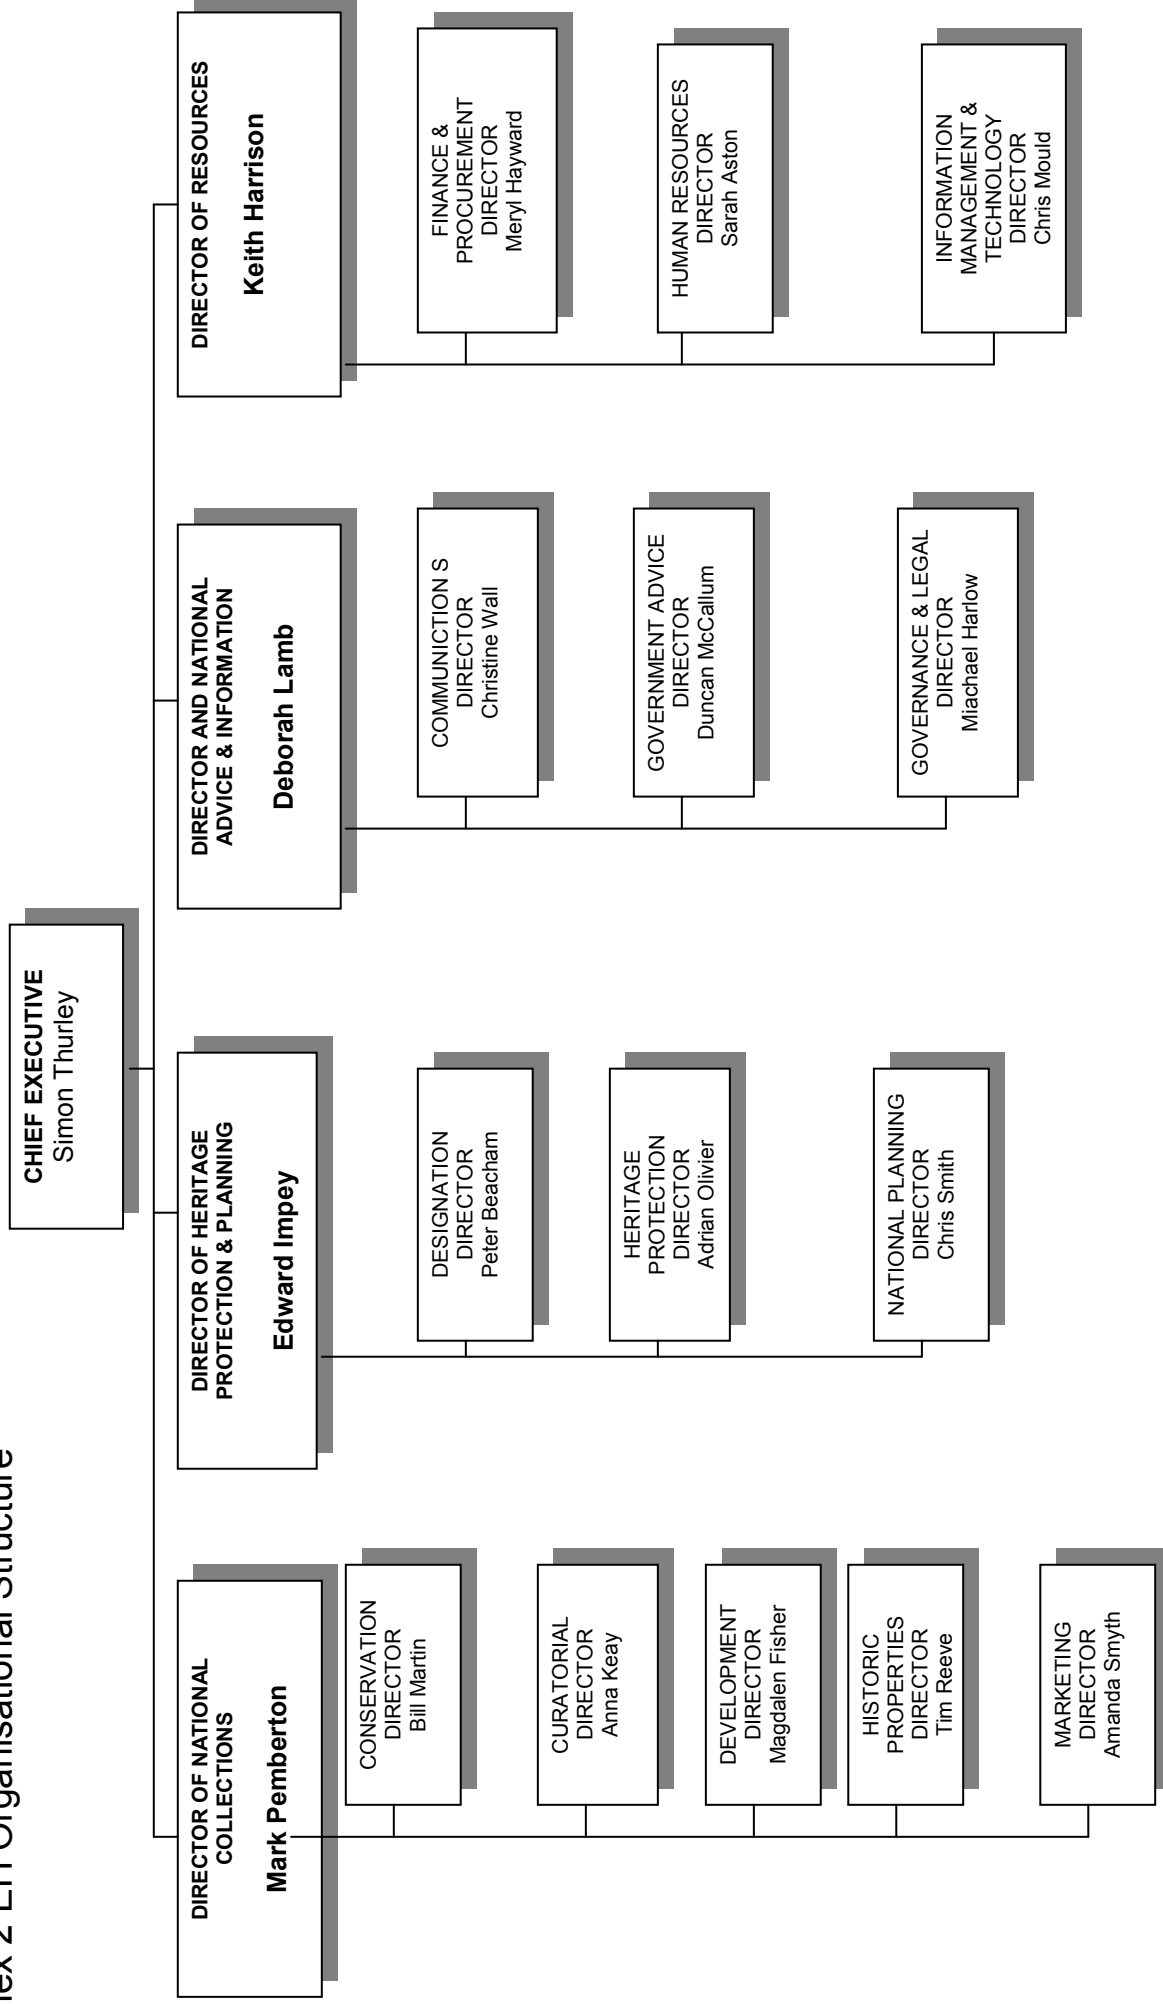 ex 2 EH Organisational Structure
CHIEF EXECUTIVE
Simon Thurley
DIRECTOR OF NATIONAL
COLLECTIONS
Mark Pemberton
CONSERVATION
DIRECTOR
Bill Martin
CURATORIAL
DIRECTOR
Anna Keay
DEVELOPMENT
DIRECTOR
Magdalen Fisher
HISTORIC
PROPERTIES
DIRECTOR
Tim Reeve
MARKETING
DIRECTOR
Amanda Smyth
DIRECTOR OF HERITAGE
PROTECTION & PLANNING
Edward Impey
DESIGNATION
DIRECTOR
Peter Beacham
HERITAGE
PROTECTION
DIRECTOR
Adrian Olivier
NATIONAL PLANNING
DIRECTOR
Chris Smith
DIRECTOR AND NATIONAL
ADVICE & INFORMATION
Deborah Lamb
COMMUNICTION S
DIRECTOR
Christine Wall
GOVERNMENT ADVICE
DIRECTOR
Duncan McCallum
GOVERNANCE & LEGAL
DIRECTOR
Miachael Harlow
DIRECTOR OF RESOURCES
Keith Harrison
FINANCE &
PROCUREMENT
DIRECTOR
Meryl Hayward
HUMAN RESOURCES
DIRECTOR
Sarah Aston
INFORMATION
MANAGEMENT &
TECHNOLOGY
DIRECTOR
Chris Mould